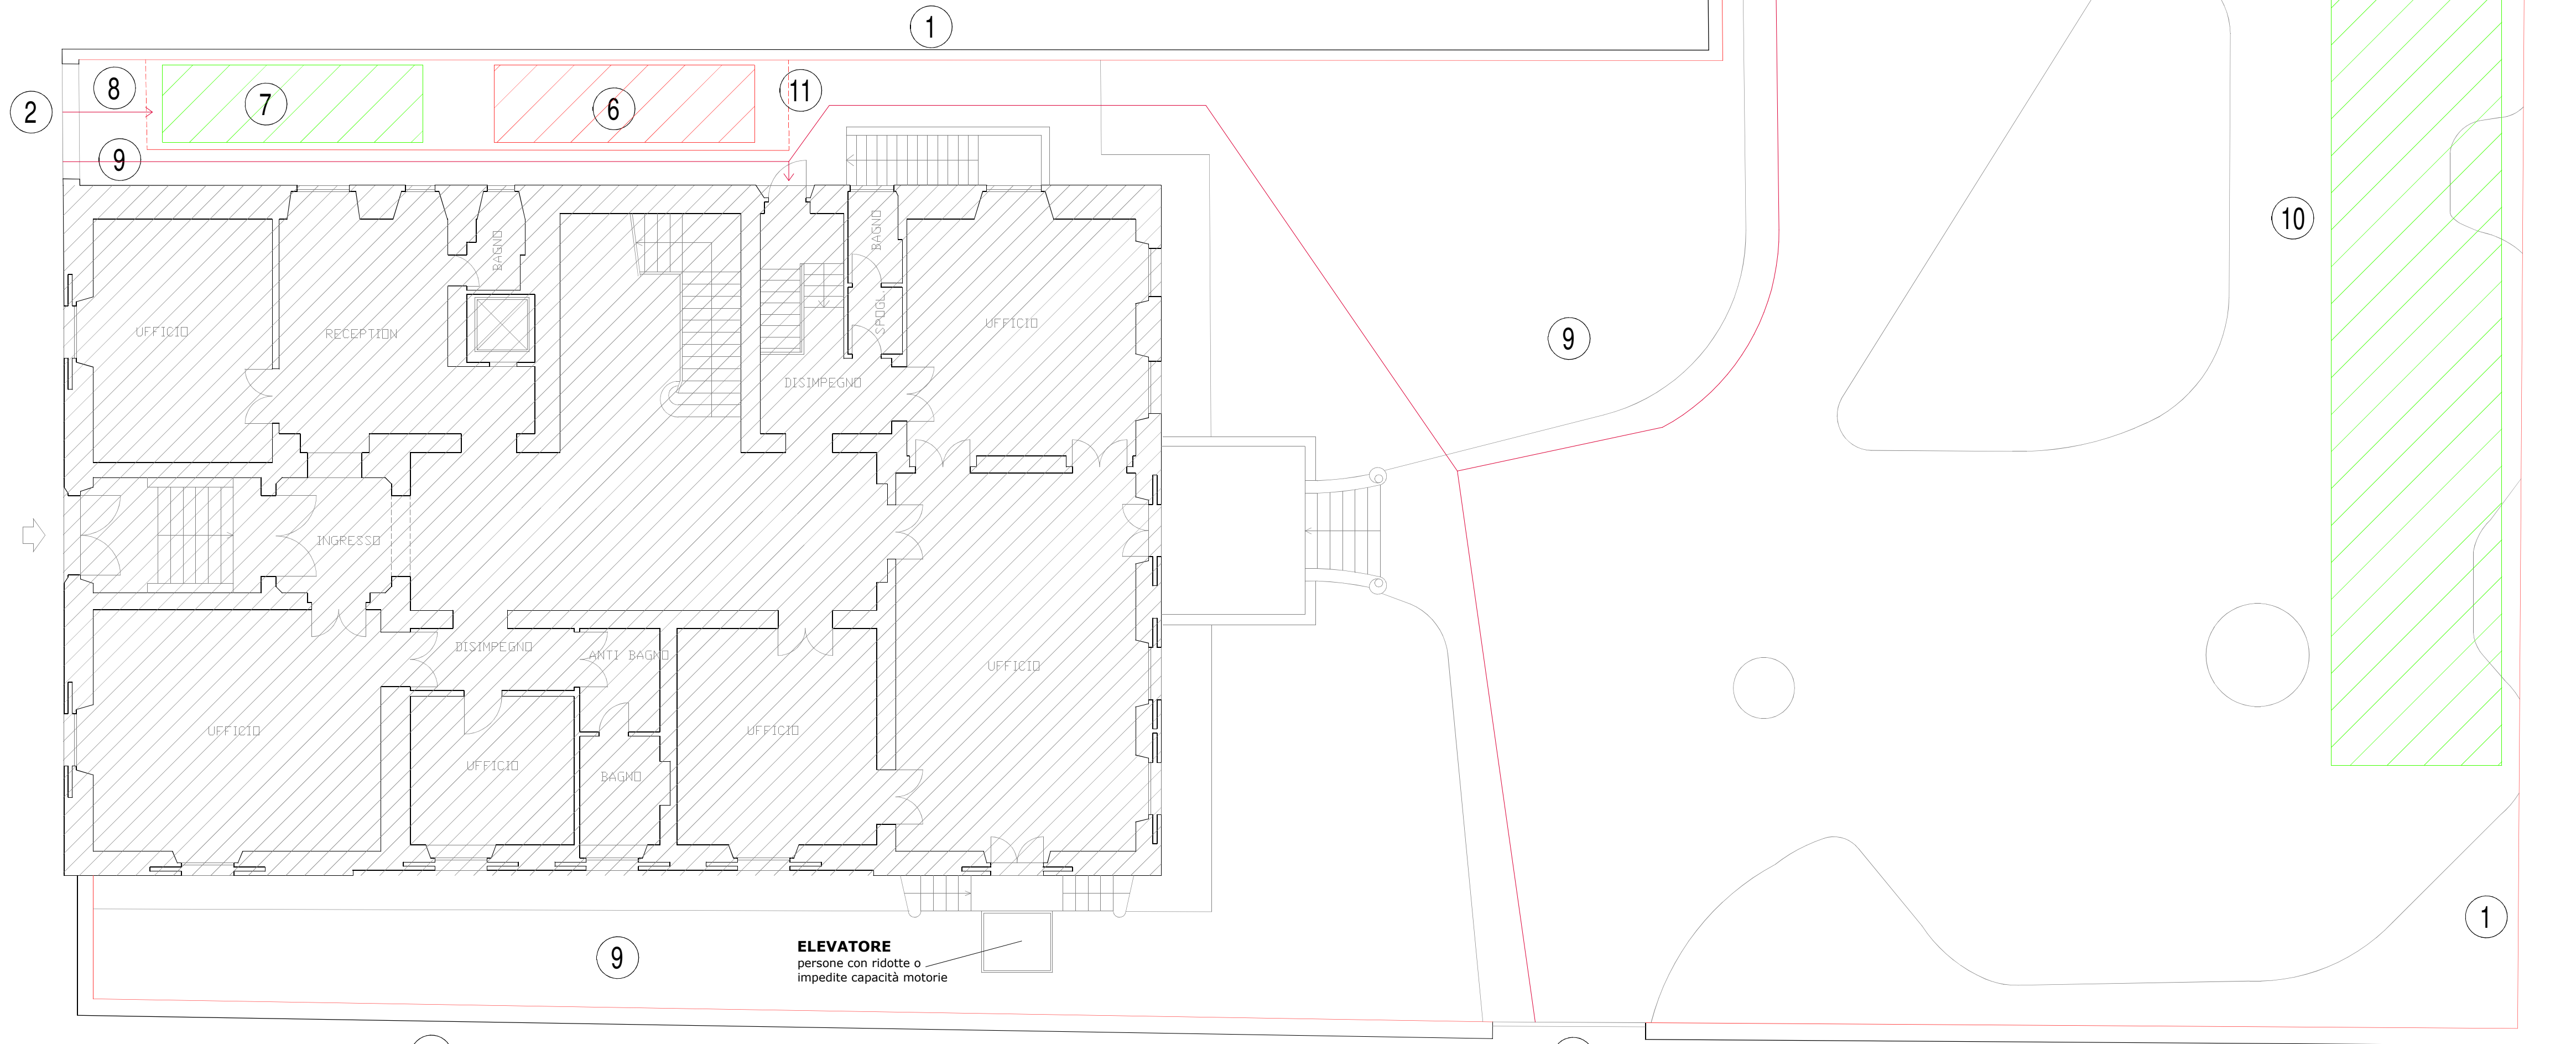 1
8
7
6
11
2
9
10
BAGNO
BAGNO
SPOGL.
UFFICIO
RECEPTION
UFFICIO
9
DISIMPEGNO
INGRESSO
DISIMPEGNO
ANTI BAGNO
UFFICIO
UFFICIO
UFFICIO
UFFICIO
BAGNO
1
9
ELEVATORE
persone con ridotte o
impedite capacità motorie